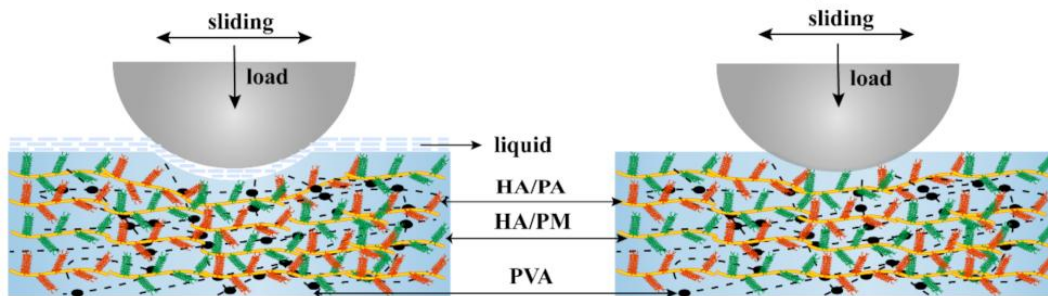 sliding
load
liquid
HA/PA
HA/PM
PVA
sliding
load